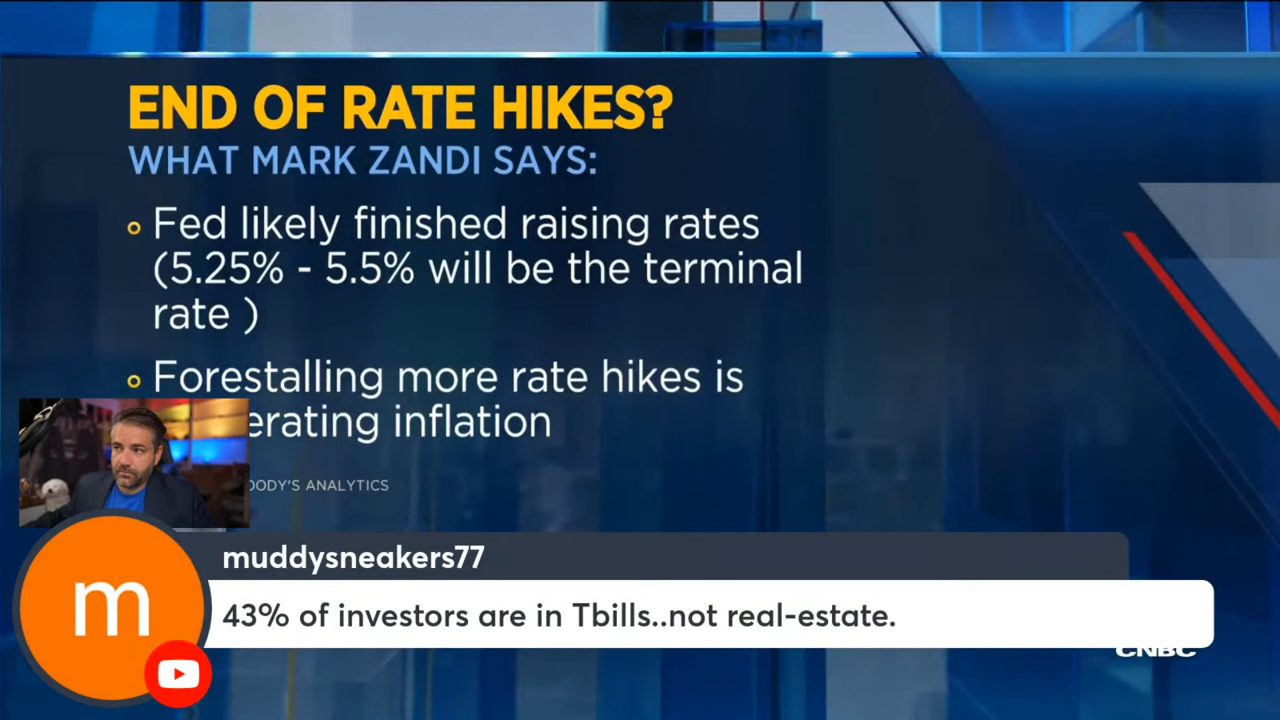 END OF RATE HIKES?
WHAT MARK ZANDI SAYS:
Fed likely finished raising rates
(5.25% - 5.5% will be the terminal
rate )
Forestalling more rate hikes is
erating inflation
OODY'S ANALYTICS
m
muddysneakers77
43% of investors are in Tbills..not real-estate.
CNBC